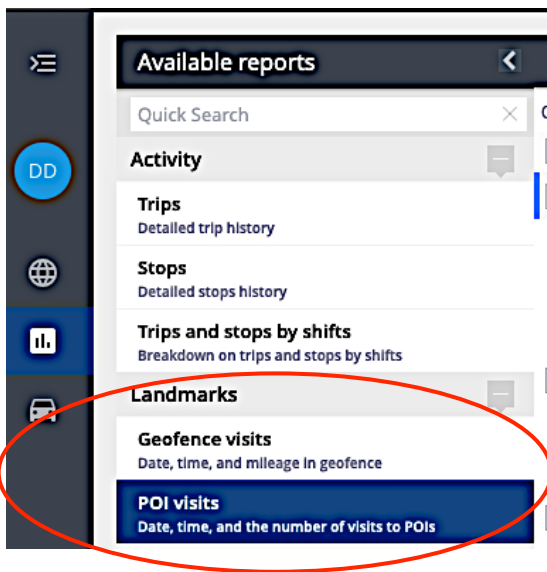 Available reports
Quick Search
DD
Activity
Trips
Detailed trip history
Stops
Detailed stops history
Trips and stops by shifts
Breakdown on trips and stops by shifts
Landmarks
Geofence visits
Date, time, and mileage in geofence
POI visits
Date, time, and the number of visits to POIs